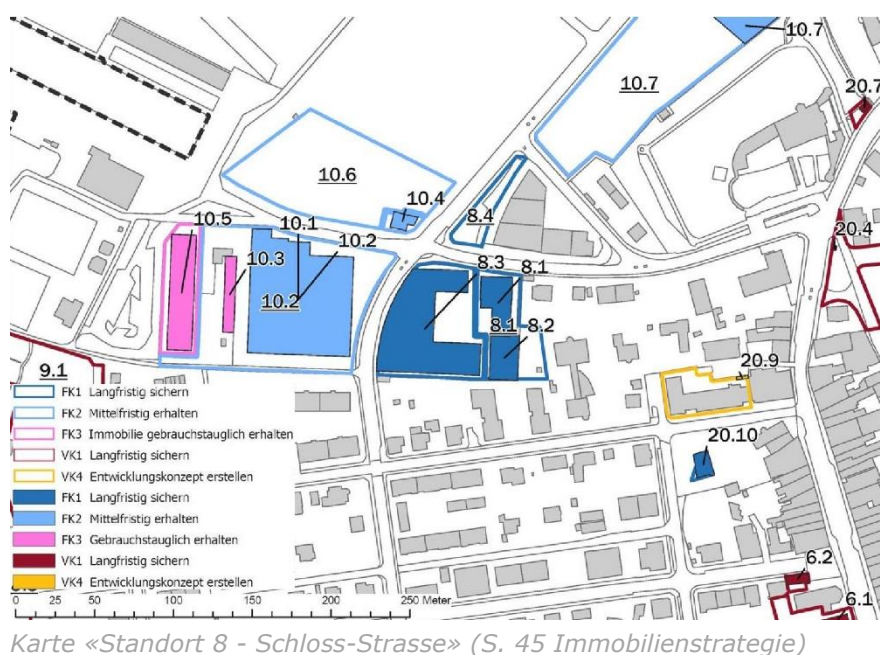 10.7
10.7
20.7
10.6
10.4
8.4
20.4
10.5
10.1
10.2
10.3
10.2
8.3
8.1
8.1
8.2
20.9
20.10
6.2
6.1
9.1
FK1 Langfristig sichern
FK2 Mittelfristig erhalten
FK3 Immobilie gebrauchstauglich erhalten
VK1 Langfristig sichern
VK4 Entwicklungskonzept erstellen
FK1 Langfristig sichern
FK2 Mittelfristig erhalten
FK3 Gebrauchstauglich erhalten
VK1 Langfristig sichern
VK4 Entwicklungskonzept erstellen
0 50 100 150 200 250 Meter
Karte «Standort 8 - Schloss-Strasse» (S. 45 Immobilienstrategie)